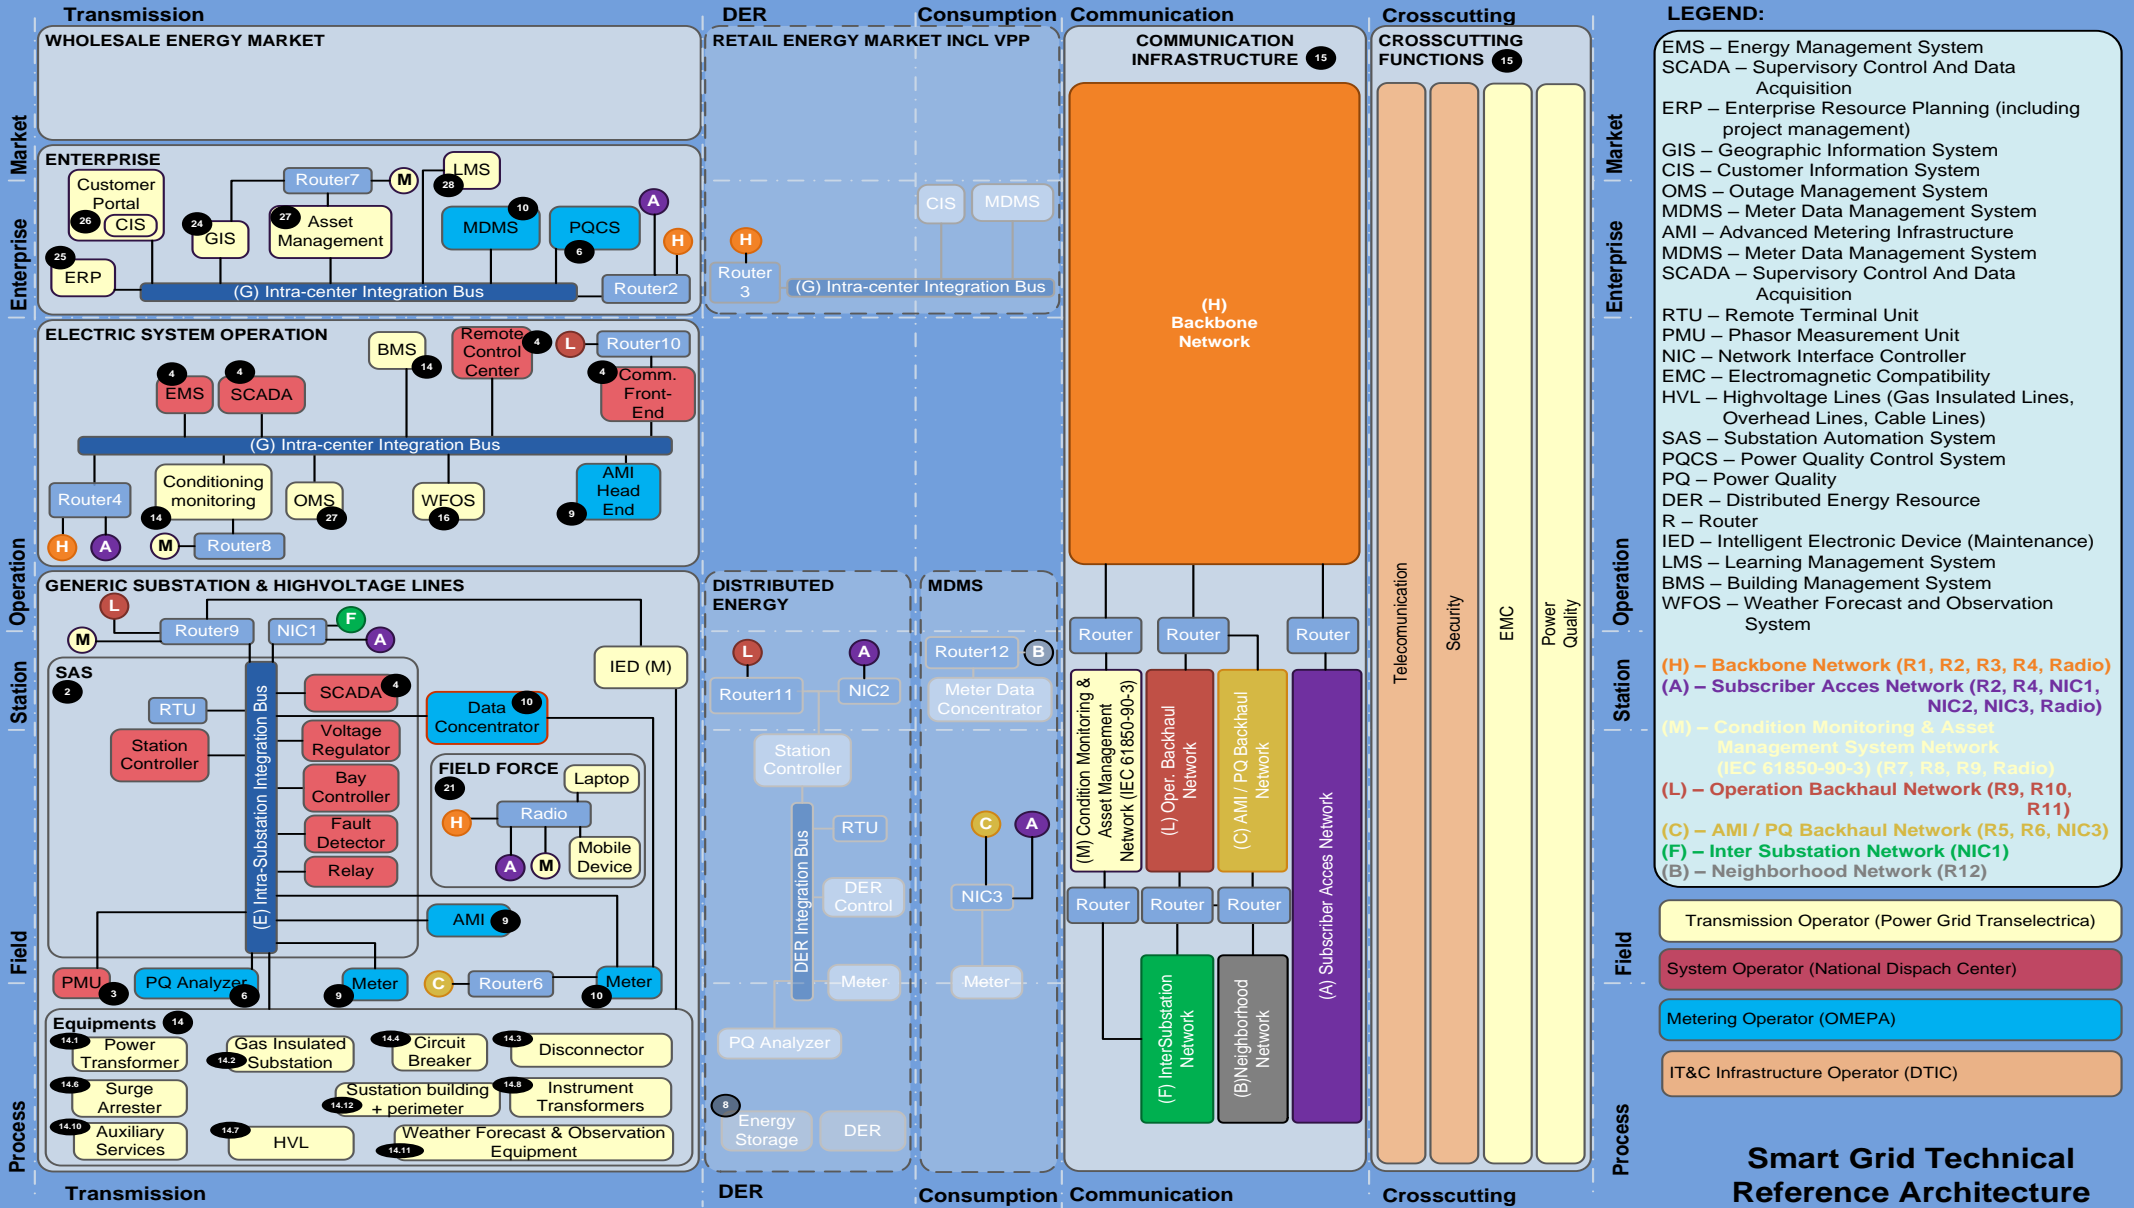 Transmission
DER
Consumption
Communication
Crosscutting
LEGEND:
Market
Enterprise
Operation
Station
Field
Process
WHOLESALE ENERGY MARKET
RETAIL ENERGY MARKET INCL VPP
ENTERPRISE
Customer
Portal
26
CIS
25
ERP
24
GIS
Router7
M
27
Asset
Management
LMS
28
MDMS
10
PQCS
6
A
H
(G) Intra-center Integration Bus
Router2
H
Router
3
CIS
MDMS
(G) Intra-center Integration Bus
ELECTRIC SYSTEM OPERATION
4
EMS
4
SCADA
BMS
14
Remote
Control
Center
4
L
Router10
4
Comm.
Front-
End
(G) Intra-center Integration Bus
Router4
H
A
Conditioning
monitoring
14
M
Router8
OMS
27
WFOS
16
AMI
Head
End
9
GENERIC SUBSTATION & HIGHVOLTAGE LINES
L
M
Router9
NIC1
F
A
IED (M)
SAS
2
(E) Intra-Substation Integration Bus
RTU
Station
Controller
SCADA
4
Voltage
Regulator
Bay
Controller
Fault
Detector
Relay
Data
Concentrator
10
FIELD FORCE
21
Laptop
Radio
H
A
M
Mobile
Device
AMI
9
PMU
3
PQ Analyzer
6
Meter
9
C
Router6
Meter
10
Equipments
14
14.1
Power
Transformer
Gas Insulated
14.2
Substation
14.4
Circuit
Breaker
14.3
Disconnector
14.6
Surge
Arrester
Sustation building
14.12
+ perimeter
14.8
Instrument
Transformers
14.10
Auxiliary
Services
14.7
HVL
Weather Forecast & Observation
14.11
Equipment
DISTRIBUTED
ENERGY
L
A
Router11
NIC2
Station
Controller
DER Integration Bus
RTU
DER
Control
Meter
PQ Analyzer
8
Energy
Storage
DER
MDMS
Router12
B
Meter Data
Concentrator
C
A
NIC3
Meter
COMMUNICATION
INFRASTRUCTURE
15
(H)
Backbone
Network
Router
Router
Router
(M) Condition Monitoring &
Asset Management
Network (IEC 61850-90-3)
(L) Oper. Backhaul
Network
(C) AMI / PQ Backhaul
Network
(A) Subscriber Acces Network
Router
Router
Router
(F) InterSubstation
Network
(B)Neighborhood
Network
CROSSCUTTING
FUNCTIONS
15
Telecomunication
Security
EMC
Power
Quality
Market
Enterprise
Operation
Station
Field
Process
EMS – Energy Management System
SCADA – Supervisory Control And Data
Acquisition
ERP – Enterprise Resource Planning (including
project management)
GIS – Geographic Information System
CIS – Customer Information System
OMS – Outage Management System
MDMS – Meter Data Management System
AMI – Advanced Metering Infrastructure
MDMS – Meter Data Management System
SCADA – Supervisory Control And Data
Acquisition
RTU – Remote Terminal Unit
PMU – Phasor Measurement Unit
NIC – Network Interface Controller
EMC – Electromagnetic Compatibility
HVL – Highvoltage Lines (Gas Insulated Lines,
Overhead Lines, Cable Lines)
SAS – Substation Automation System
PQCS – Power Quality Control System
PQ – Power Quality
DER – Distributed Energy Resource
R – Router
IED – Intelligent Electronic Device (Maintenance)
LMS – Learning Management System
BMS – Building Management System
WFOS – Weather Forecast and Observation
System
(H) – Backbone Network (R1, R2, R3, R4, Radio)
(A) – Subscriber Acces Network (R2, R4, NIC1,
NIC2, NIC3, Radio)
(M) – Condition Monitoring & Asset
Management System Network
(IEC 61850-90-3) (R7, R8, R9, Radio)
(L) – Operation Backhaul Network (R9, R10,
R11)
(C) – AMI / PQ Backhaul Network (R5, R6, NIC3)
(F) – Inter Substation Network (NIC1)
(B) – Neighborhood Network (R12)
Transmission Operator (Power Grid Transelectrica)
System Operator (National Dispach Center)
Metering Operator (OMEPA)
IT&C Infrastructure Operator (DTIC)
Smart Grid Technical
Reference Architecture
Transmission
DER
Consumption
Communication
Crosscutting